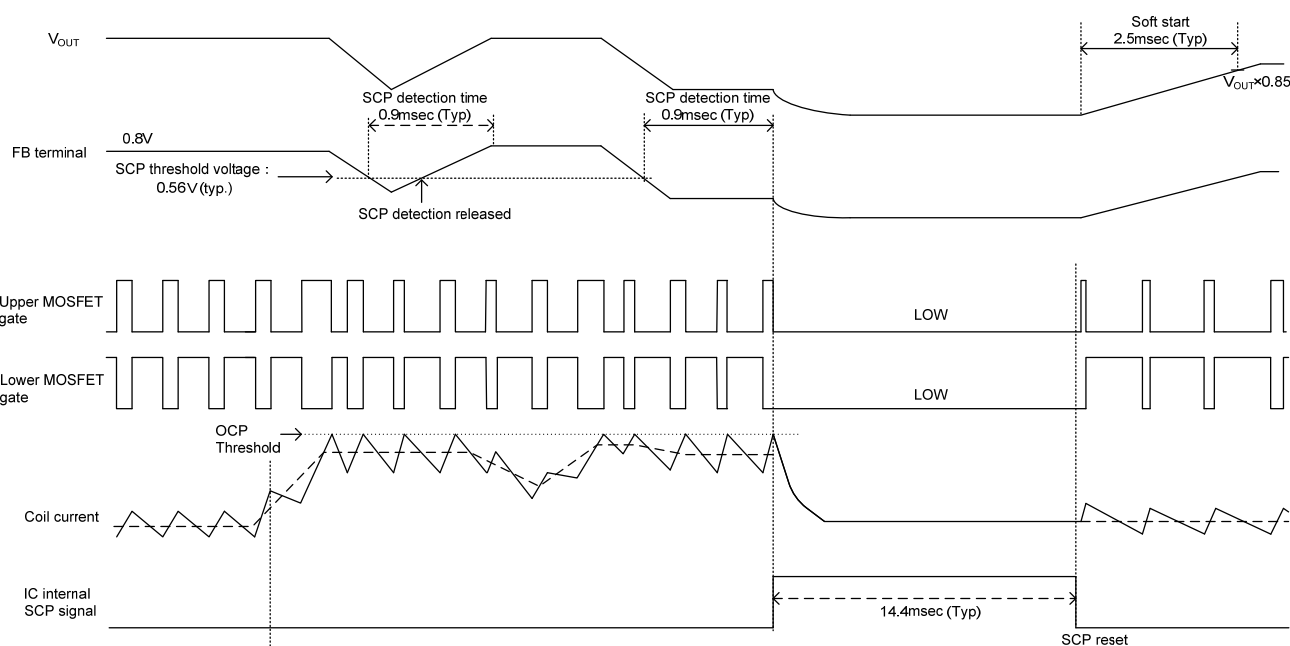 Soft start
2.5msec (Typ)
VOUT
VOUT×0.85
SCP detection time
0.9msec (Typ)
SCP detection time
0.9msec (Typ)
0.8V
FB terminal
SCP threshold voltage :
0.56V (typ.)
SCP detection released
Upper MOSFET
gate
LOW
Lower MOSFET
gate
LOW
OCP
Threshold
Coil current
IC internal
SCP signal
14.4msec (Typ)
SCP reset